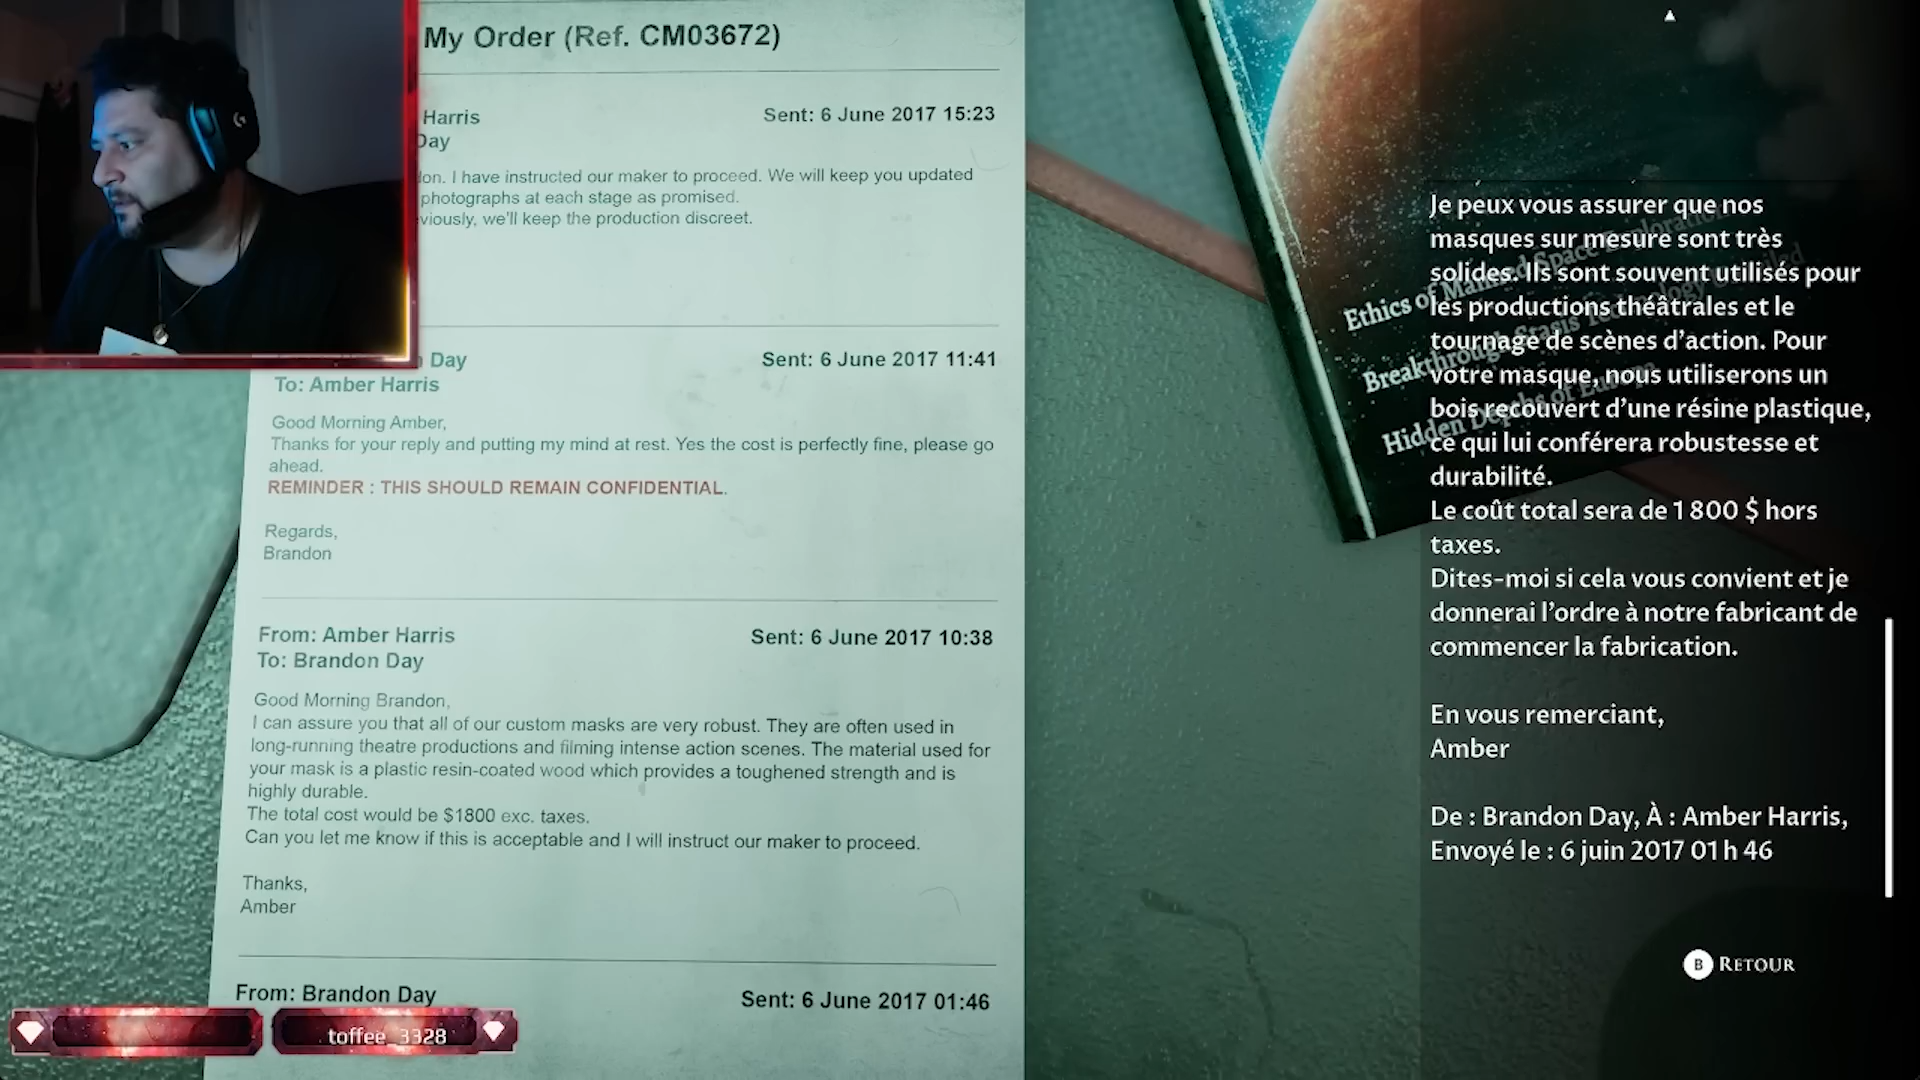 My Order (Ref. CM03672)
Harris
Sent: 6 June 2017 15:23
Day
don. I have instructed our maker to proceed. We will keep you updated
photographs at each stage as promised.
viously, we'll keep the production discreet.
Day
Sent: 6 June 2017 11:41
To: Amber Harris
Good Morning Amber,
Thanks for your reply and putting my mind at rest. Yes the cost is perfectly fine, please go
ahead.
REMINDER : THIS SHOULD REMAIN CONFIDENTIAL.
Regards,
Brandon
From: Amber Harris
Sent: 6 June 2017 10:38
To: Brandon Day
Good Morning Brandon,
I can assure you that all of our custom masks are very robust. They are often used in
long-running theatre productions and filming intense action scenes. The material used for
your mask is a plastic resin-coated wood which provides a toughened strength and is
highly durable.
The total cost would be $1800 exc. taxes.
Can you let me know if this is acceptable and I will instruct our maker to proceed.
Thanks,
Amber
From: Brandon Day
Sent: 6 June 2017 01:46
toffee_3328
Ethics of Manned Space Exploration
Breakthrough Stasis Technology
Hidden Depths of Europa
Je peux vous assurer que nos
masques sur mesure sont très
solides. Ils sont souvent utilisés pour
les productions théâtrales et le
tournage de scènes d'action. Pour
votre masque, nous utiliserons un
bois recouvert d'une résine plastique,
ce qui lui conférera robustesse et
durabilité.
Le coût total sera de 1 800 $ hors
taxes.
Dites-moi si cela vous convient et je
donnerai l'ordre à notre fabricant de
commencer la fabrication.
En vous remerciant,
Amber
De : Brandon Day, À : Amber Harris,
Envoyé le : 6 juin 2017 01 h 46
B RETOUR